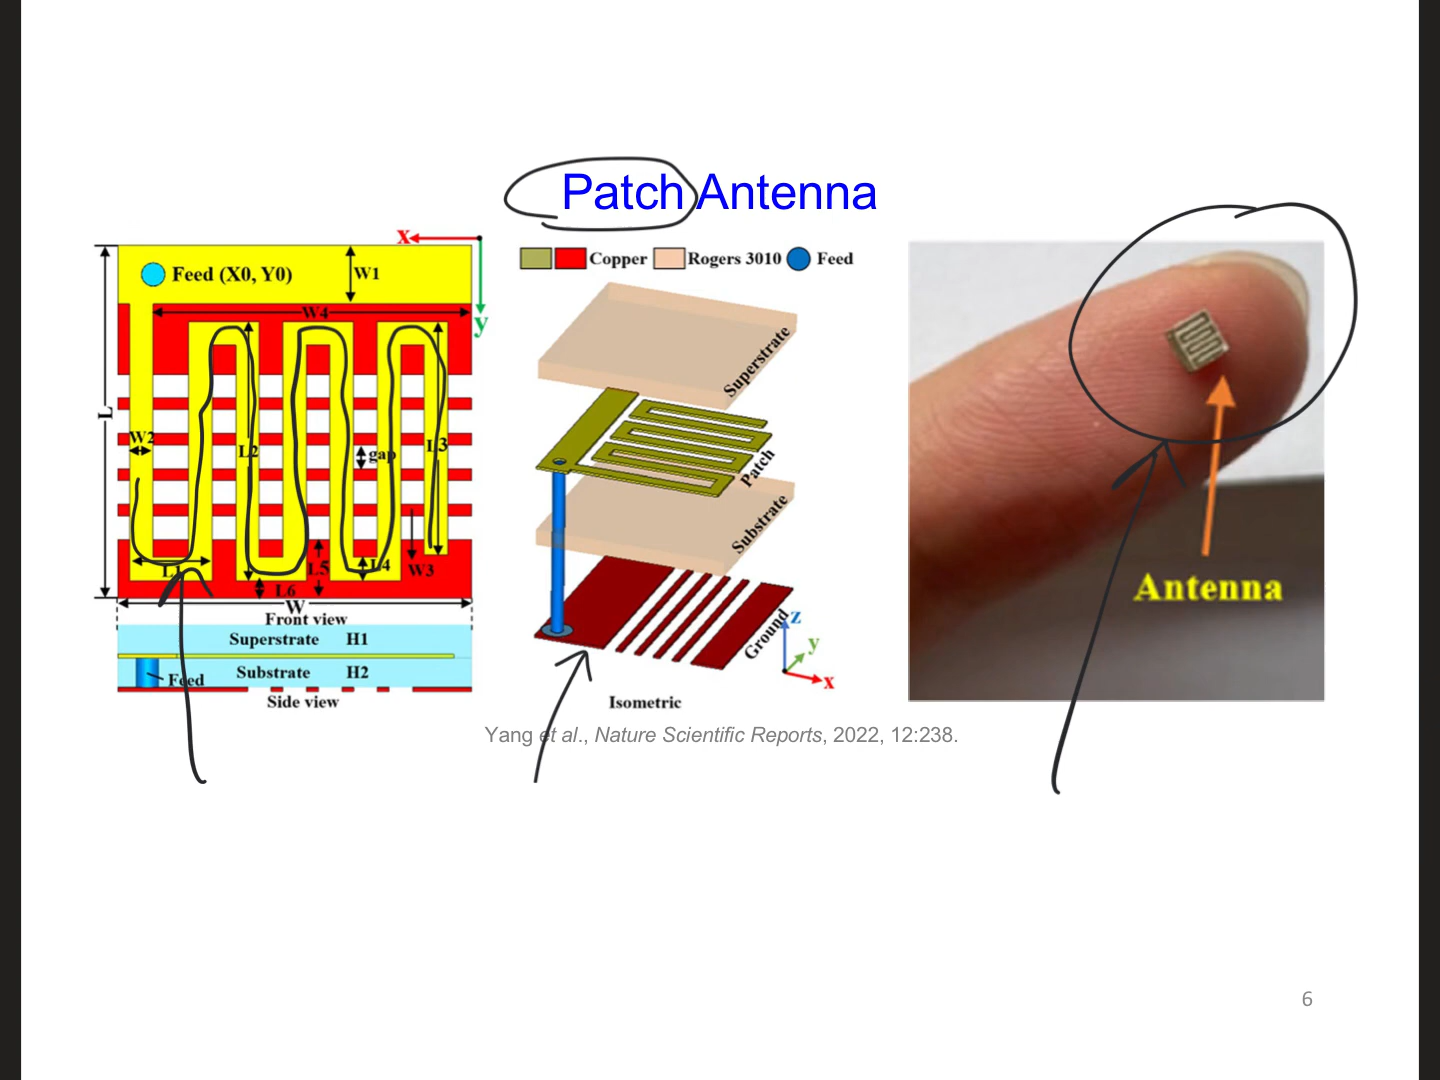 Patch Antenna
x
y
Feed (X0, Y0)
W1
W4
L
W2
L2
gap
L3
L1
L5
L4
W3
L6
W
Front view
Superstrate H1
Substrate H2
Feed
Side view
Copper Rogers 3010 Feed
Superstrate
Patch
Substrate
Ground
z
y
x
Isometric
Antenna
Yang et al., Nature Scientific Reports, 2022, 12:238.
6